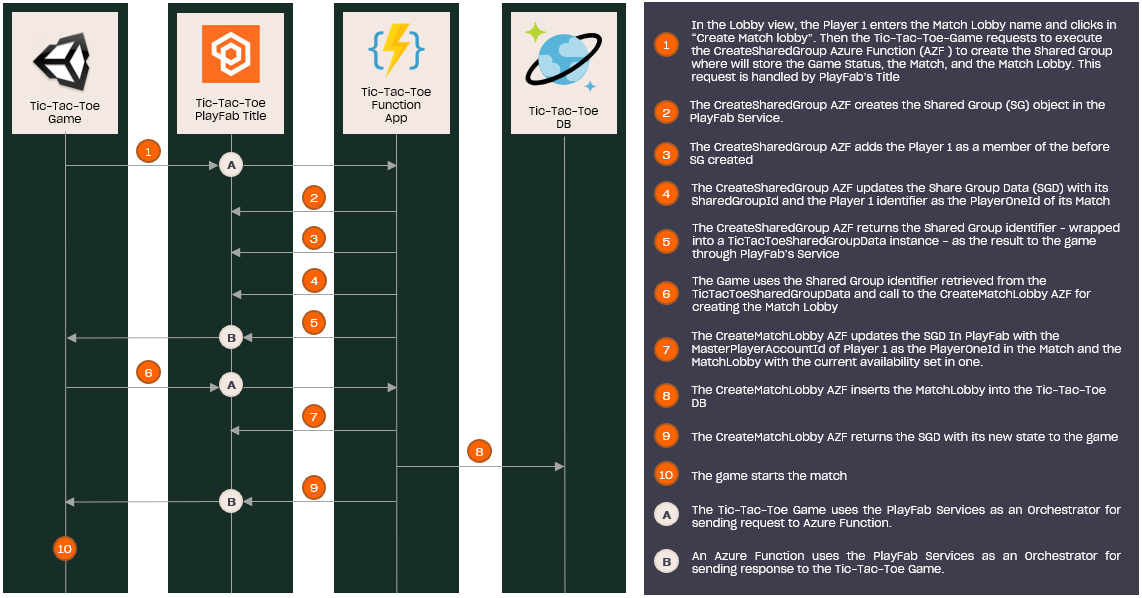 Tic-Tac-Toe
Game
Tic-Tac-Toe
PlayFab Title
Tic-Tac-Toe
Function
App
Tic-Tac-Toe
DB
1
A
2
3
4
5
B
6
A
7
8
9
B
10
1
In the Lobby view, the Player 1 enters the Match Lobby name and clicks in
“Create Match lobby”. Then the Tic-Tac-Toe-Game requests to execute
the CreateSharedGroup Azure Function (AZF ) to create the Shared Group
where will store the Game Status, the Match, and the Match Lobby. This
request is handled by PlayFab's Title
2
The CreateSharedGroup AZF creates the Shared Group (SG) object in the
PlayFab Service.
3
The CreateSharedGroup AZF adds the Player 1 as a member of the before
SG created
4
The CreateSharedGroup AZF updates the Share Group Data (SGD) with its
SharedGroupId and the Player 1 identifier as the PlayerOneId of its Match
5
The CreateSharedGroup AZF returns the Shared Group identifier – wrapped
into a TicTacToeSharedGroupData instance – as the result to the game
through PlayFab's Service
6
The Game uses the Shared Group identifier retrieved from the
TicTacToeSharedGroupData and call to the CreateMatchLobby AZF for
creating the Match Lobby
7
The CreateMatchLobby AZF updates the SGD In PlayFab with the
MasterPlayerAccountId of Player 1 as the PlayerOneId in the Match and the
MatchLobby with the current availability set in one.
8
The CreateMatchLobby AZF inserts the MatchLobby into the Tic-Tac-Toe
DB
9
The CreateMatchLobby AZF returns the SGD with its new state to the game
10
The game starts the match
A
The Tic-Tac-Toe Game uses the PlayFab Services as an Orchestrator for
sending request to Azure Function.
B
An Azure Function uses the PlayFab Services as an Orchestrator for
sending response to the Tic-Tac-Toe Game.